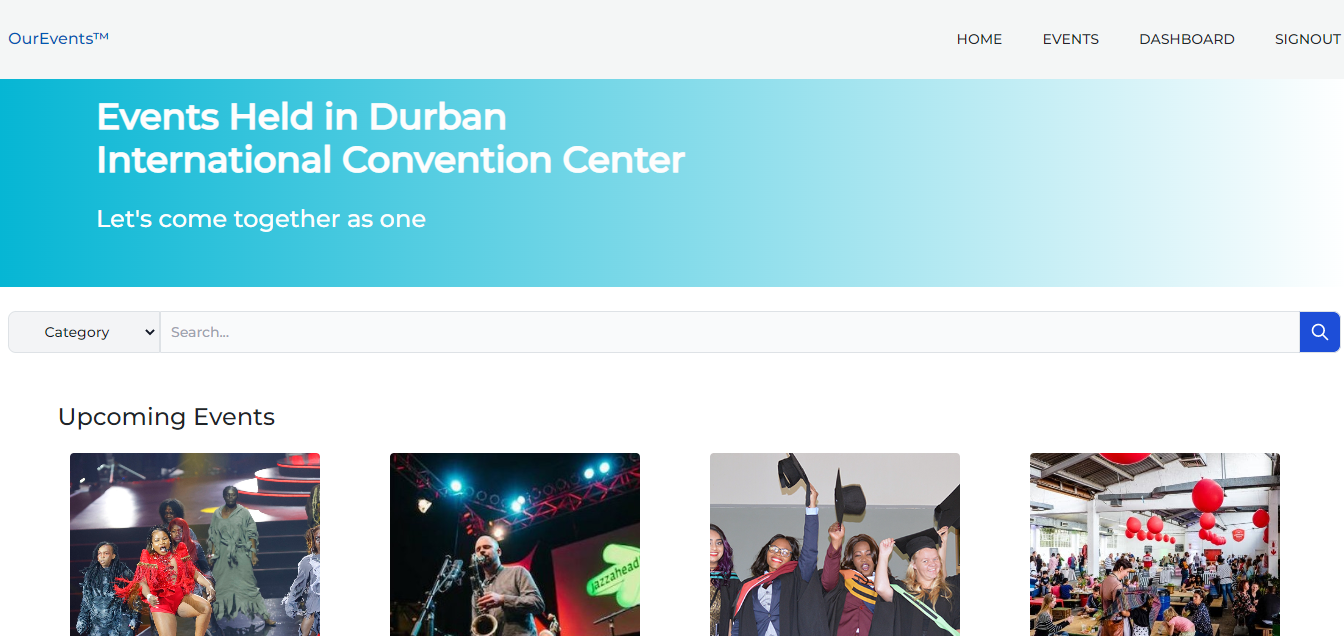 OurEvents™
HOME
EVENTS
DASHBOARD
SIGNOUT
Events Held in Durban
International Convention Center
Let's come together as one
Category
Search...
Upcoming Events
jazzahead!